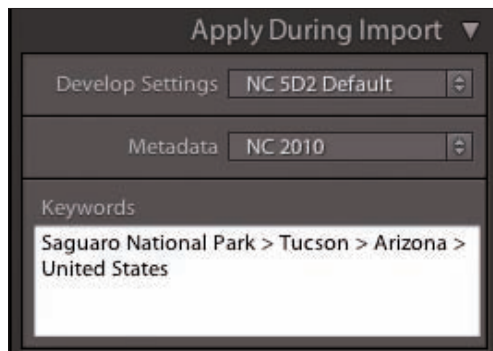 Apply During Import
Develop Settings NC 5D2 Default
Metadata NC 2010
Keywords
Saguaro National Park > Tucson > Arizona >
United States